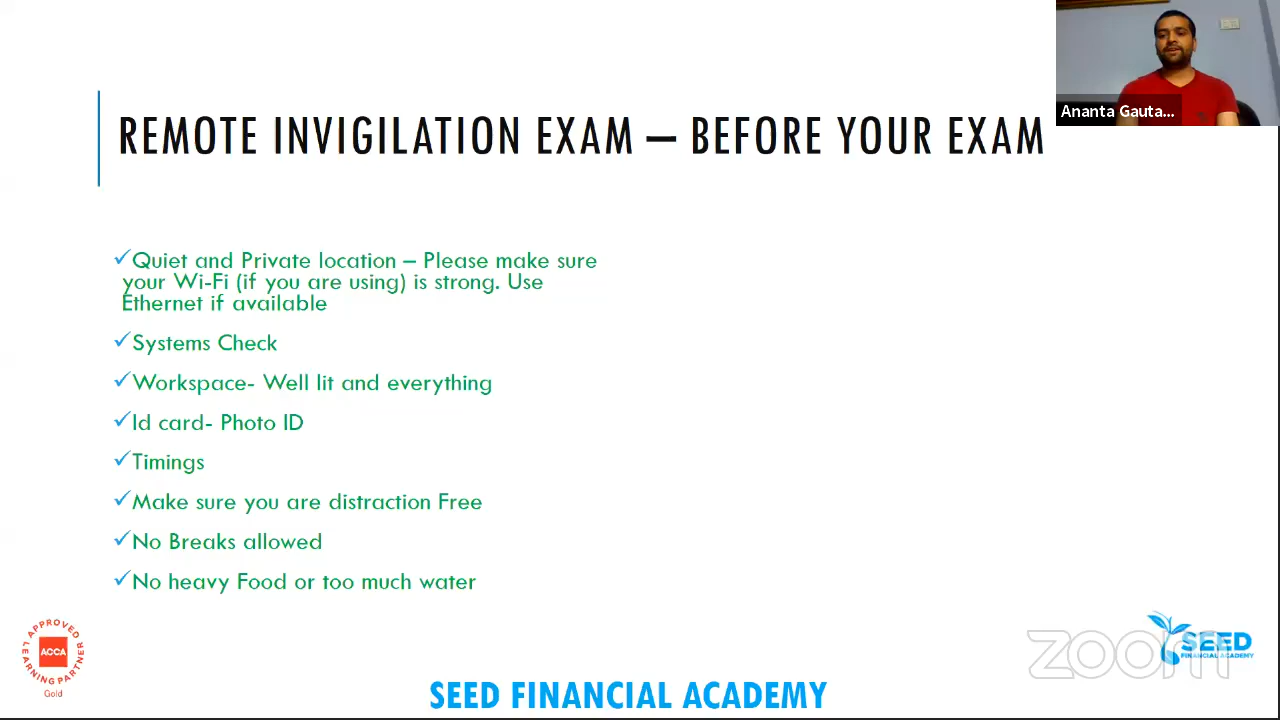 Ananta Gauta...
REMOTE INVIGILATION EXAM – BEFORE YOUR EXAM
✓Quiet and Private location – Please make sure
your Wi-Fi (if you are using) is strong. Use
Ethernet if available
✓Systems Check
✓Workspace- Well lit and everything
✓Id card- Photo ID
✓Timings
✓Make sure you are distraction Free
✓No Breaks allowed
✓No heavy Food or too much water
APPROVED
ACCA
LEARNING PARTNER
Gold
SEED FINANCIAL ACADEMY
zoom
SEED
FINANCIAL ACADEMY